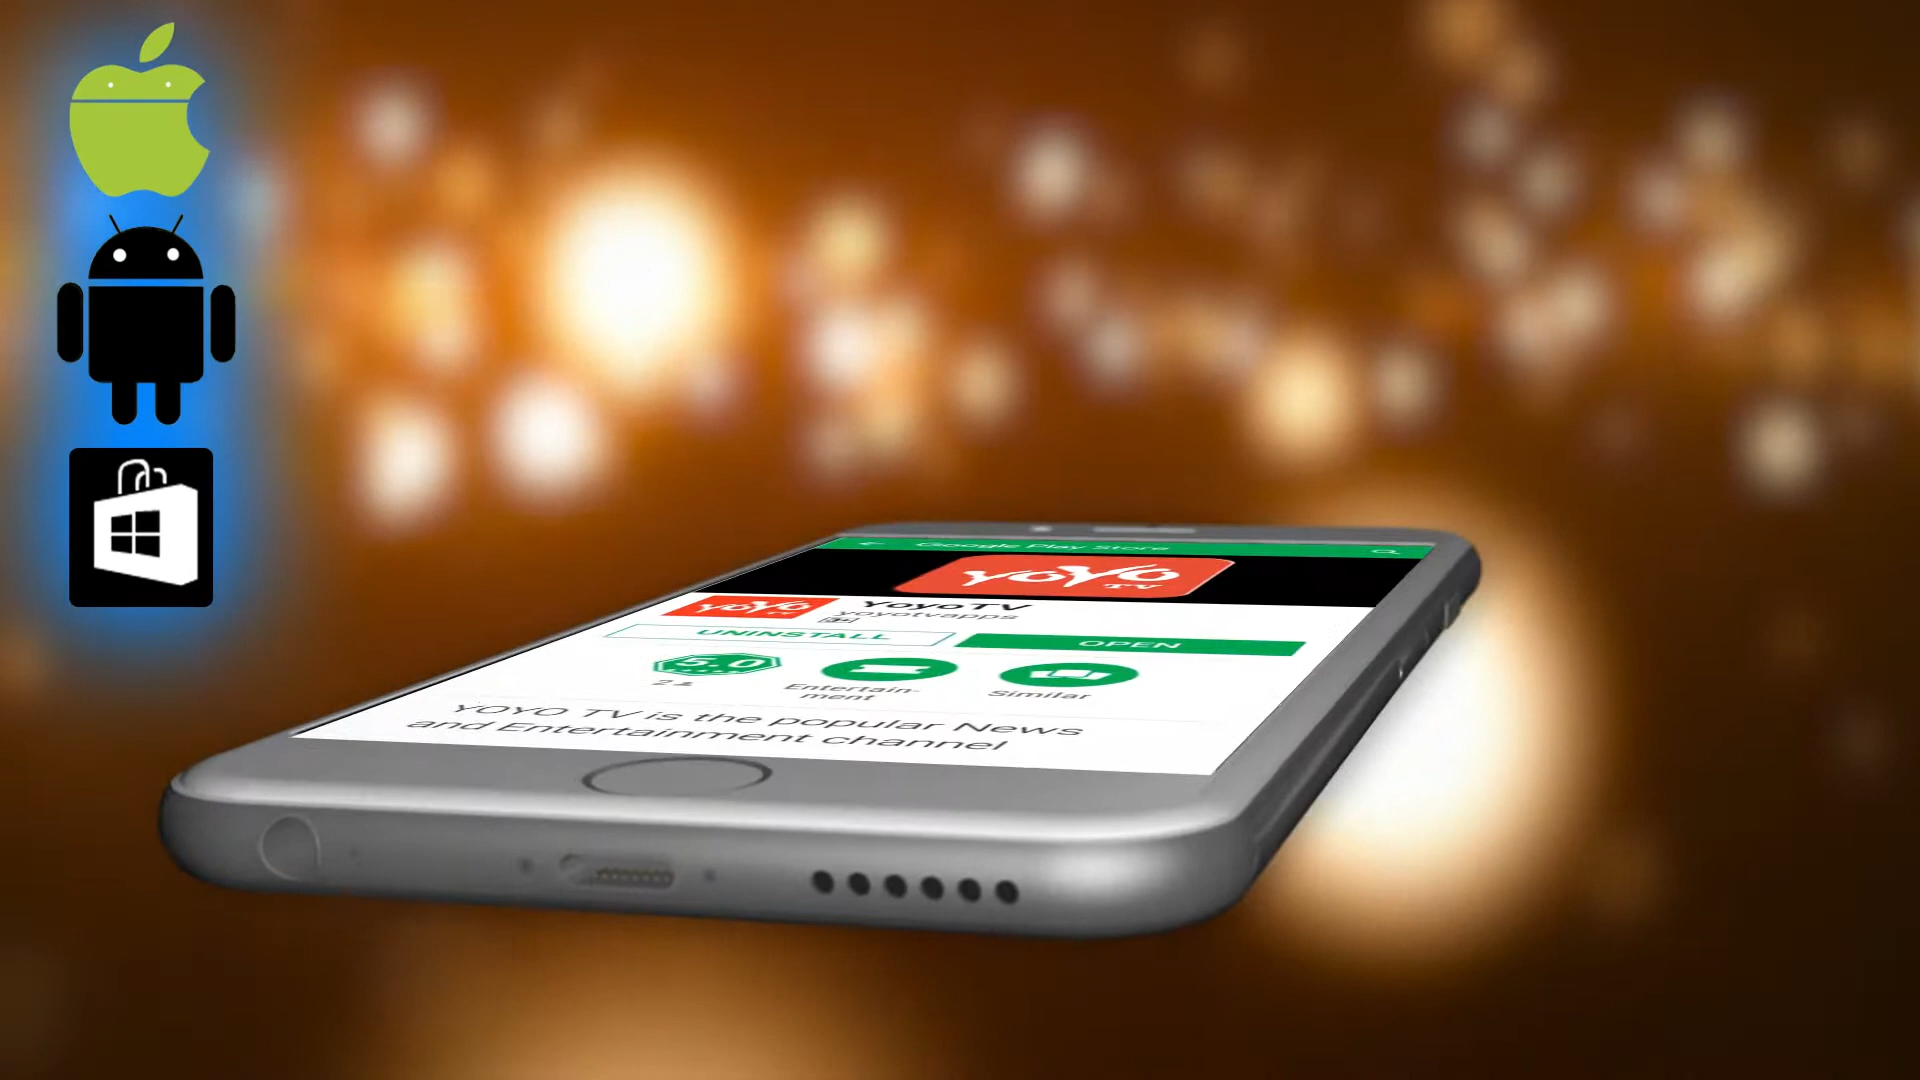 Google Play Store
YOYO
TV
YOYO
YoyoTV
yoyotvapps
3+
UNINSTALL
OPEN
5.0
Entertain-
ment
Similar
YOYO TV is the popular News
and Entertainment channel